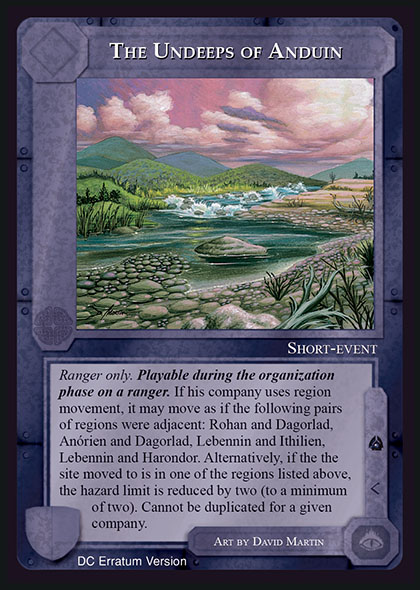 The Undeeps of Anduin
Short-event
Ranger only. Playable during the organization
phase on a ranger. If his company uses region
movement, it may move as if the following pairs
of regions were adjacent: Rohan and Dagorlad,
Anórien and Dagorlad, Lebennin and Ithilien,
Lebennin and Harondor. Alternatively, if the the
site moved to is in one of the regions listed above,
the hazard limit is reduced by two (to a minimum
of two). Cannot be duplicated for a given
company.
Art by David Martin
DC Erratum Version